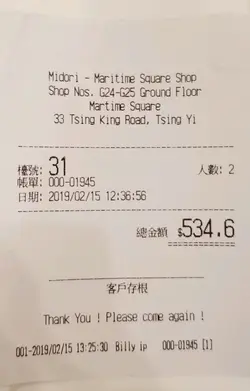 Midori - Maritime Square Shop
Shop Nos. G24-G25 Ground Floor
Martime Square
33 Tsing King Road, Tsing Yi
檯號: 31 人數: 2
帳單: 000-01945
日期: 2019/02/15 12:36:56
總金額 $534.6
客戶存根
Thank You ! Please come again !
001-2019/02/15 13:25:30 Billy ip 000-01945 [1]